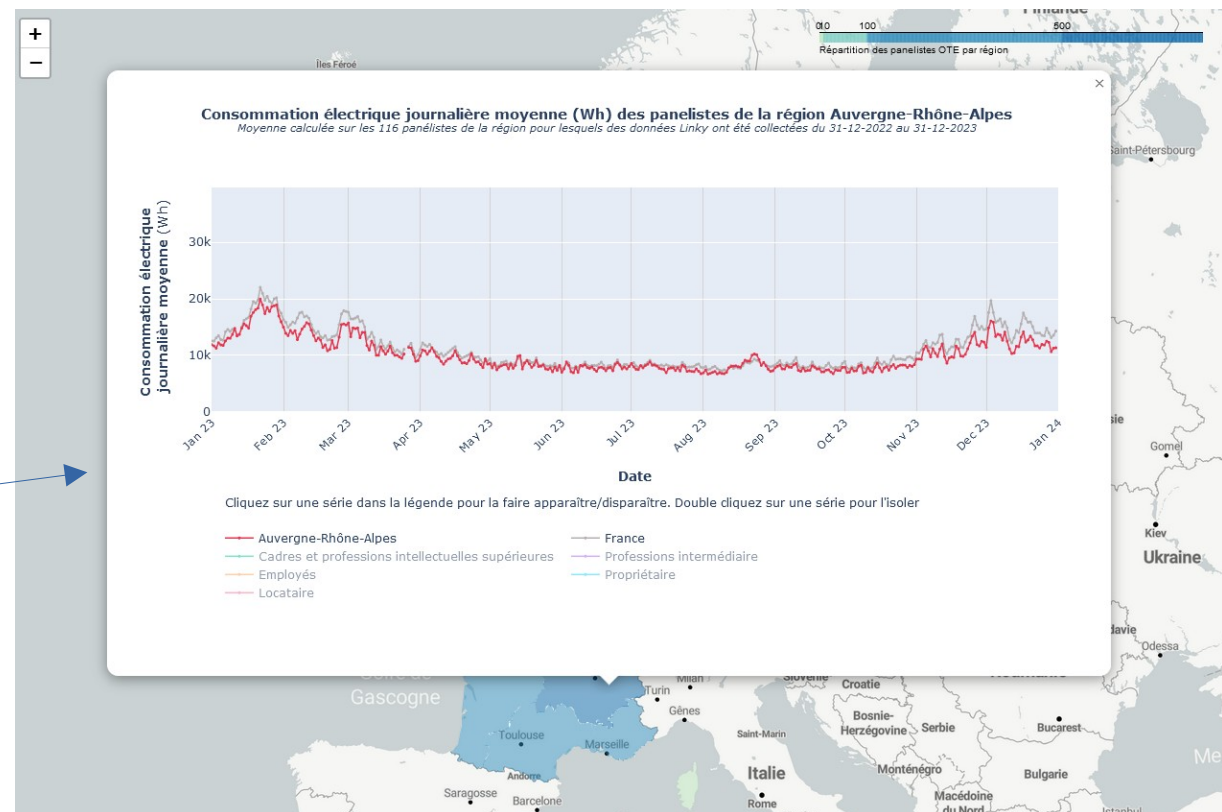 +
−
Îles Féroé
Finlande
010 100 500
Répartition des panelistes OTE par région
×
Consommation électrique journalière moyenne (Wh) des panelistes de la région Auvergne-Rhône-Alpes
Moyenne calculée sur les 116 panélistes de la région pour lesquels des données Linky ont été collectées du 31-12-2022 au 31-12-2023
Saint-Pétersbourg
Consommation électrique
journalière moyenne (Wh)
30k
20k
10k
0
Jan 23 Feb 23 Mar 23 Apr 23 May 23 Jun 23 Jul 23 Aug 23 Sep 23 Oct 23 Nov 23 Dec 23 Jan 24
Date
Cliquez sur une série dans la légende pour la faire apparaître/disparaître. Double cliquez sur une série pour l'isoler
Auvergne-Rhône-Alpes France
Cadres et professions intellectuelles supérieures Professions intermédiaire
Employés Propriétaire
Locataire
Gomel
Kiev
Ukraine
Odessa
Gascogne
Turin
Milan
Slovénie
Croatie
Gênes
Bosnie-
Herzégovine
Serbie
Bucarest
Saint-Marin
Toulouse
Marseille
Andorre
Italie
Monténégro
Bulgarie
Saragosse
Barcelone
Rome
Macédoine
du Nord
Istanbul